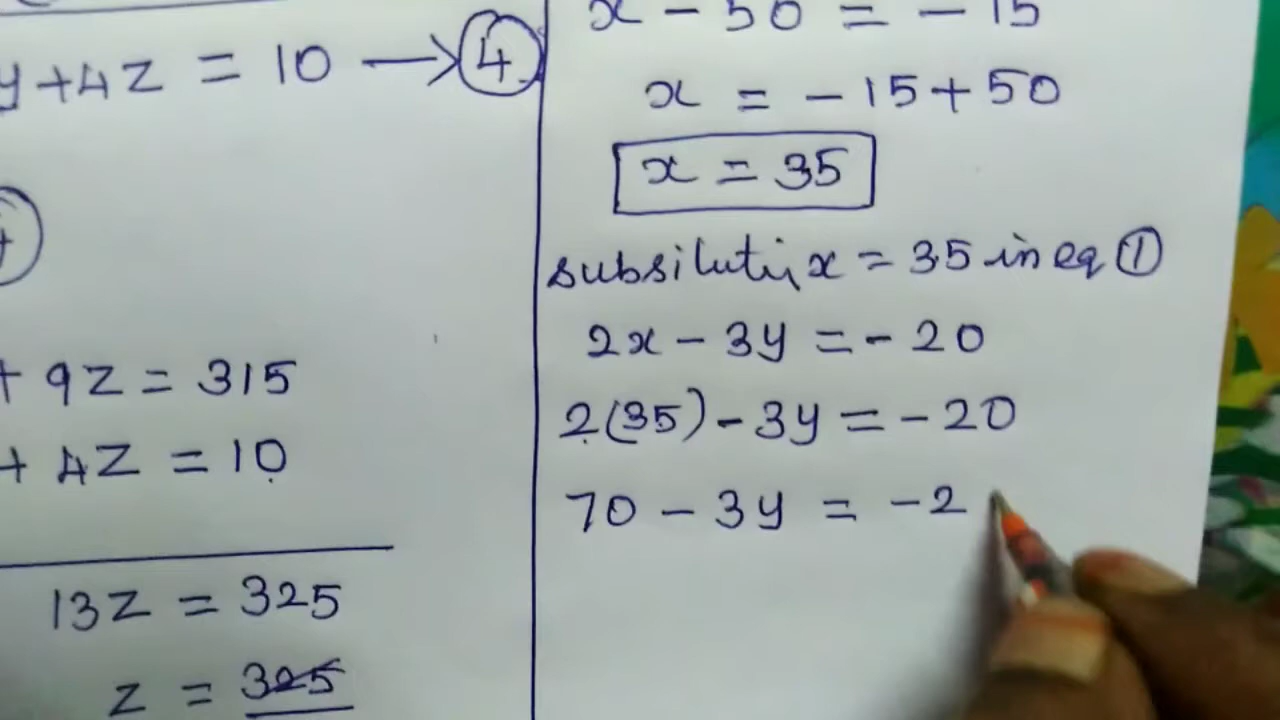 y + 4z = 10 → 4
+ 9z = 315
+ 4z = 10
13z = 325
z = 325
x - 50 = - 15
x = - 15 + 50
x = 35
x = 35 in eq 1
2x - 3y = - 20
2(35) - 3y = - 20
70 - 3y = - 2